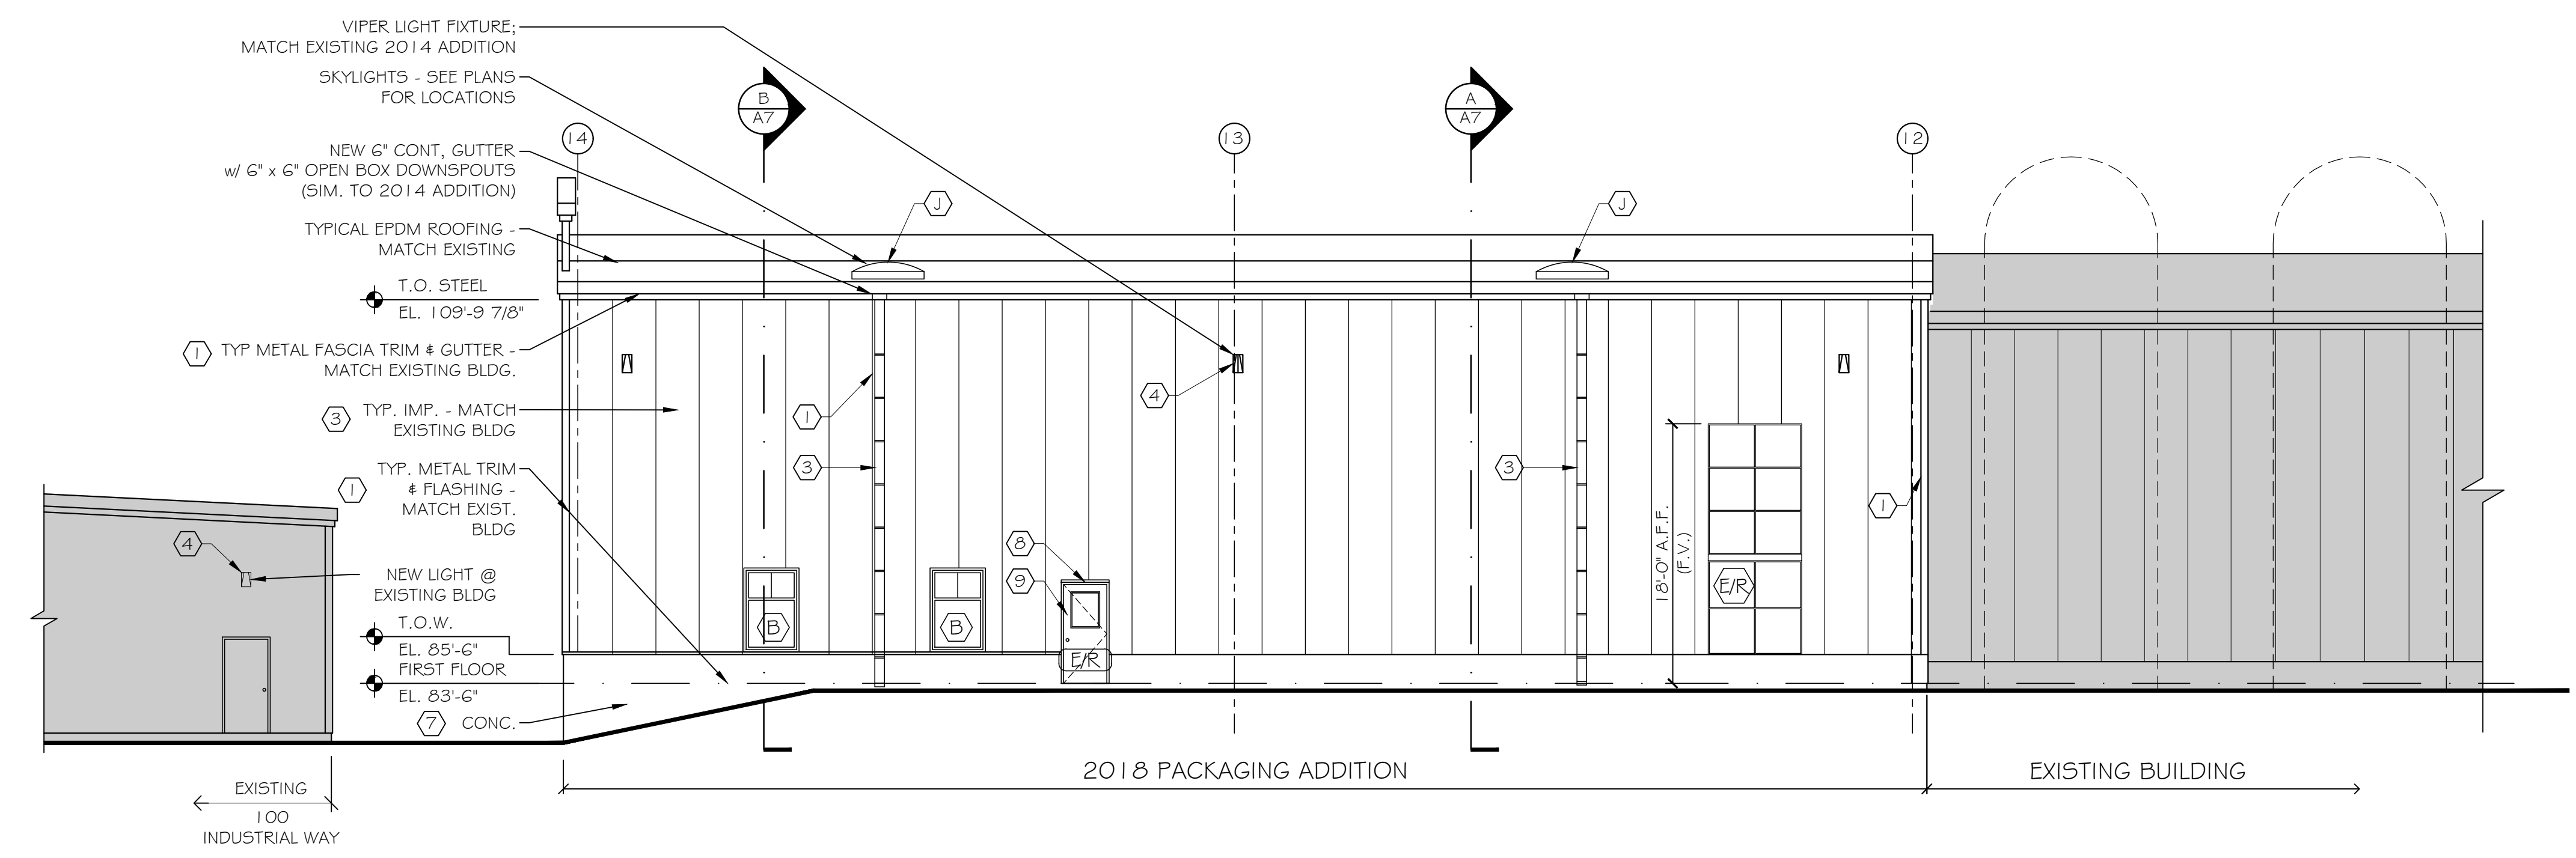 VIPER LIGHT FIXTURE;
MATCH EXISTING 2014 ADDITION
SKYLIGHTS - SEE PLANS
FOR LOCATIONS
B
A7
A
A7
14
13
12
NEW 6" CONT, GUTTER
w/ 6" x 6" OPEN BOX DOWNSPOUTS
(SIM. TO 2014 ADDITION)
J
J
TYPICAL EPDM ROOFING -
MATCH EXISTING
T.O. STEEL
EL. 109'-9 7/8"
1
TYP METAL FASCIA TRIM & GUTTER -
MATCH EXISTING BLDG.
3
TYP. IMP. - MATCH
EXISTING BLDG
1
4
3
3
1
1
TYP. METAL TRIM
& FLASHING -
MATCH EXIST.
BLDG
4
NEW LIGHT @
EXISTING BLDG
8
9
18'-0" A.F.F.
(F.V.)
E/R
B
B
E/R
T.O.W.
EL. 85'-6"
FIRST FLOOR
EL. 83'-6"
7
CONC.
2018 PACKAGING ADDITION
EXISTING BUILDING
EXISTING
100
INDUSTRIAL WAY